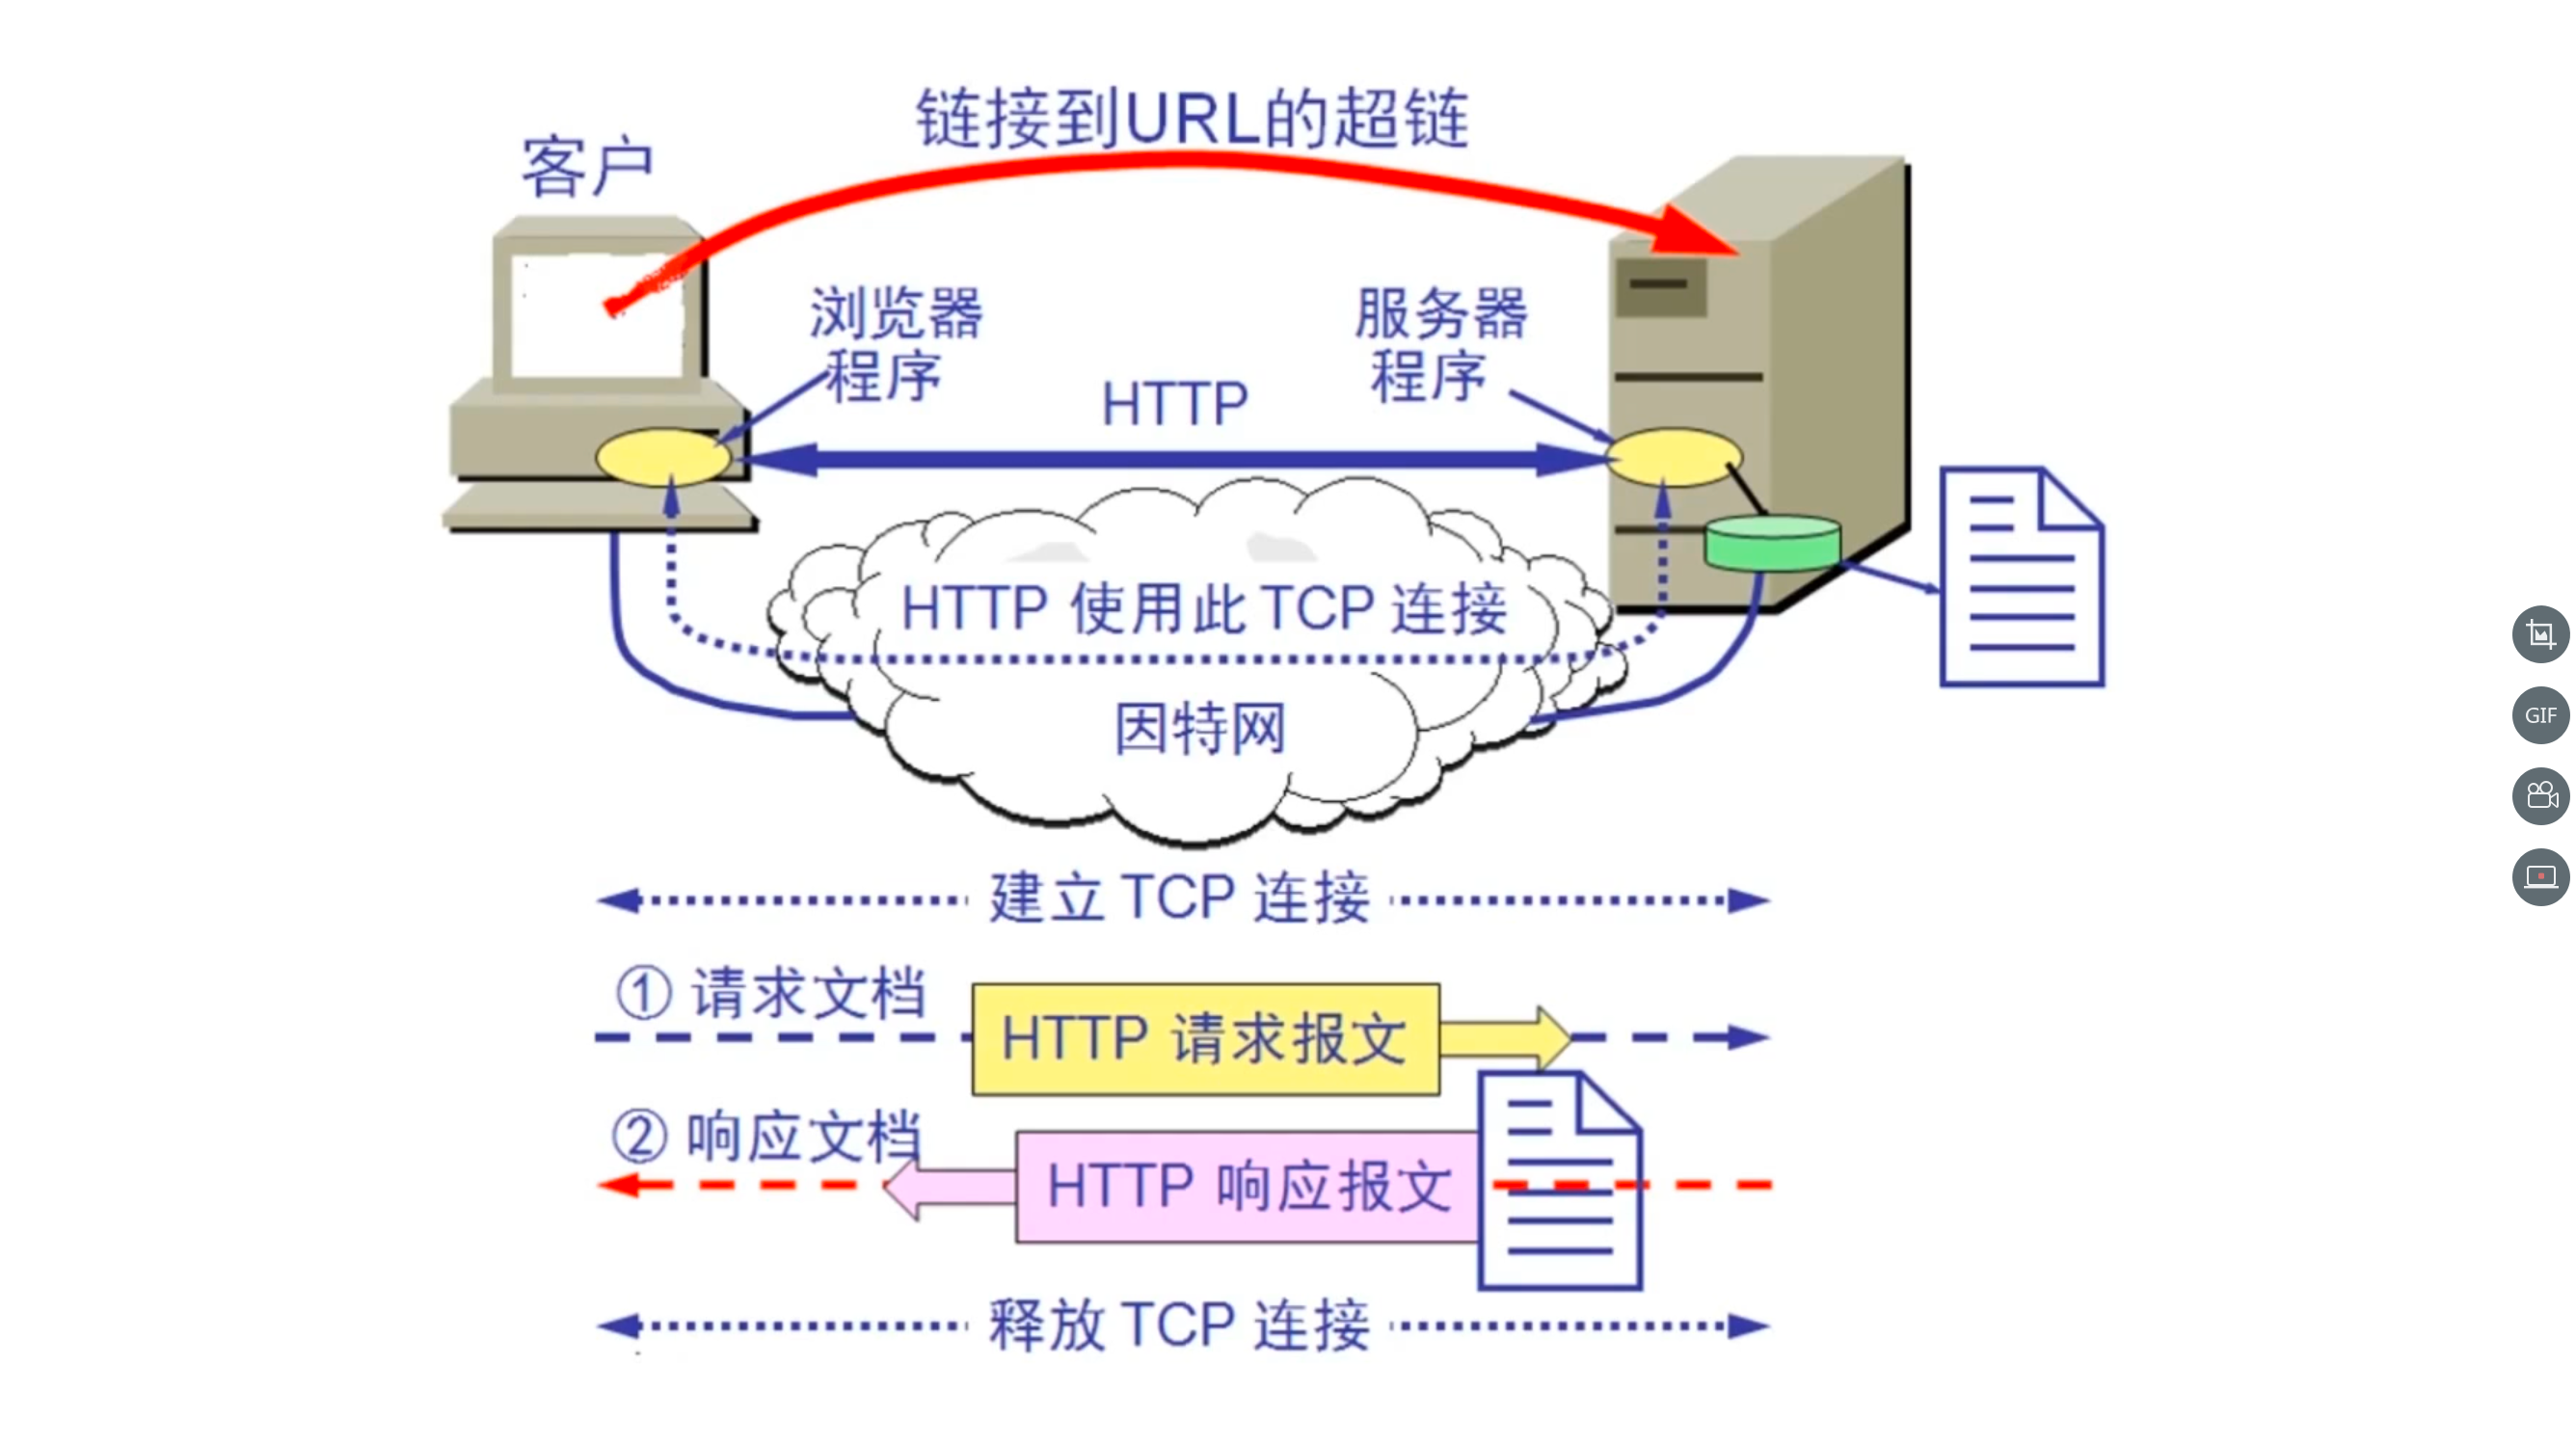 链接到URL的超链
客户
浏览器
程序
服务器
程序
HTTP
HTTP 使用此 TCP 连接
因特网
建立 TCP 连接
① 请求文档
HTTP 请求报文
② 响应文档
HTTP 响应报文
释放 TCP 连接
GIF